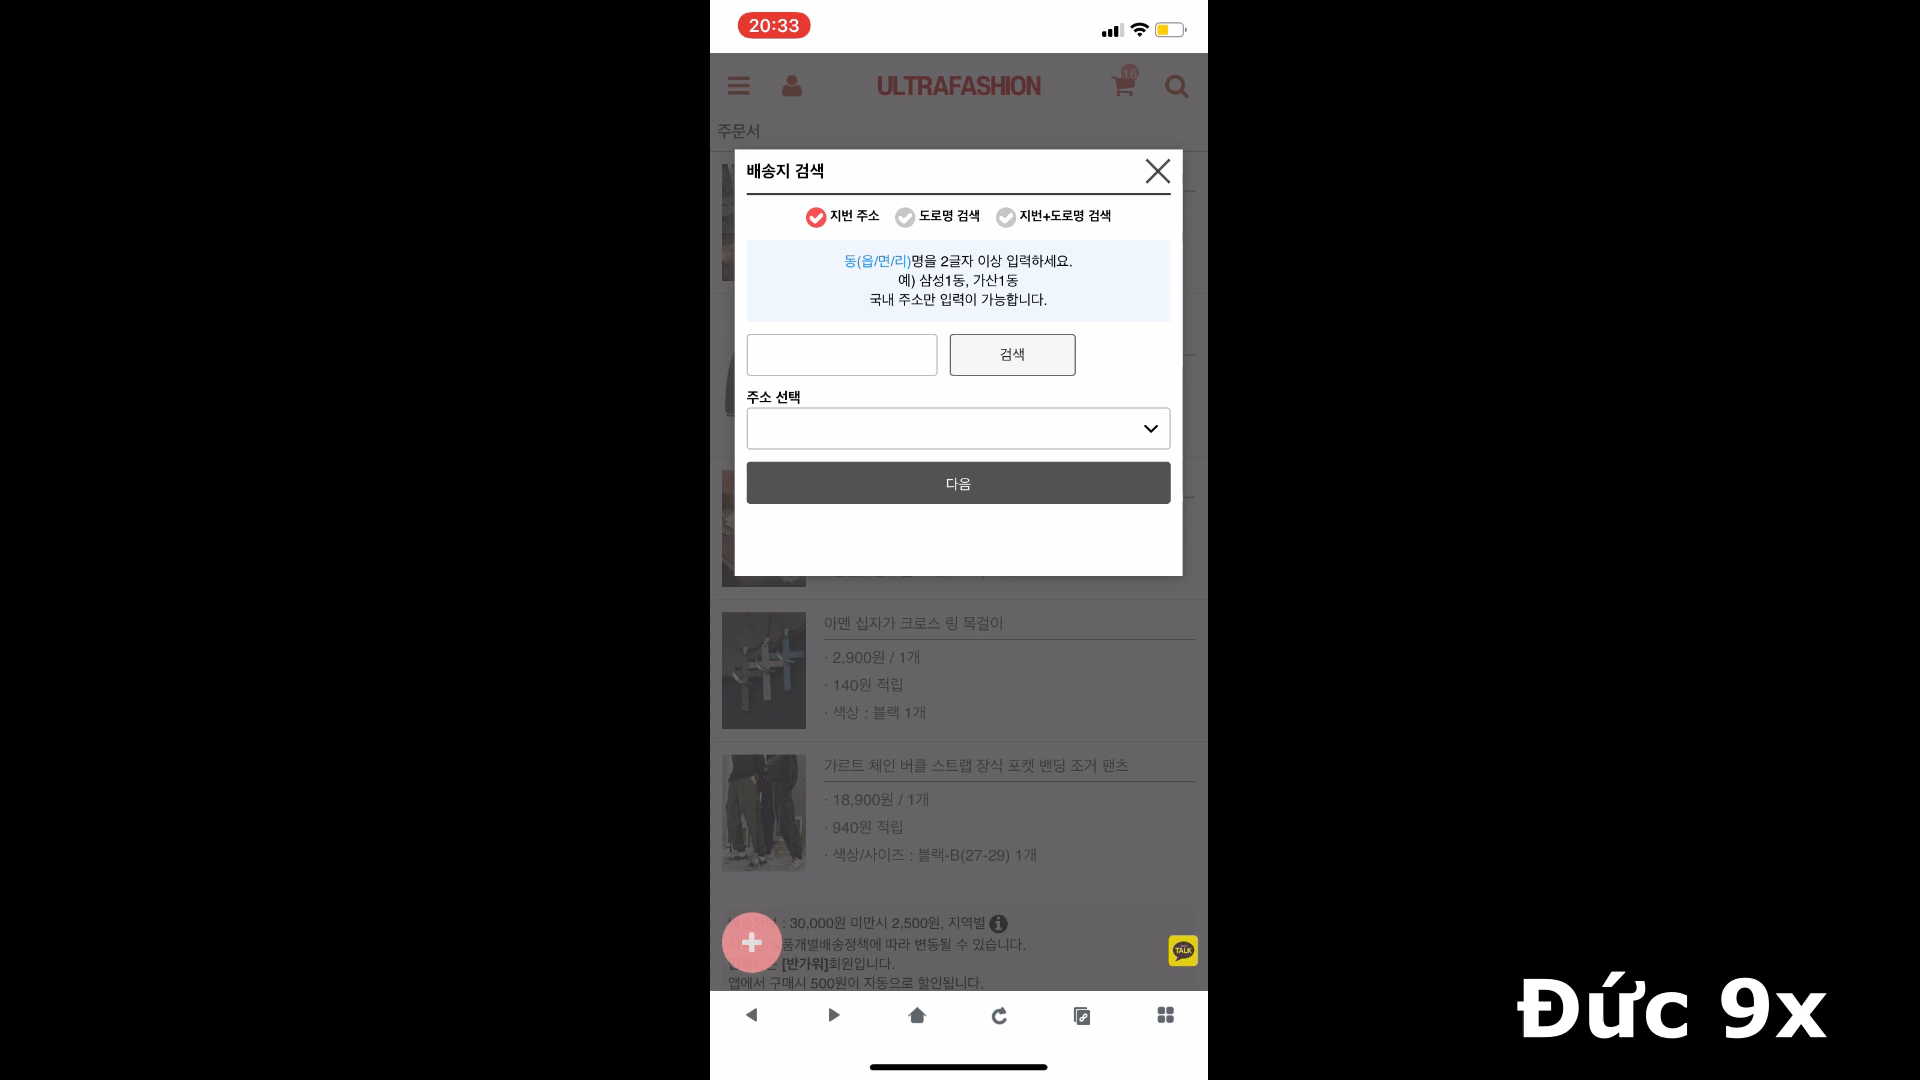 20:33
ULTRAFASHION
16
주문서
배송지 검색
지번 주소 도로명 검색 지번+도로명 검색
동(읍/면/리)명을 2글자 이상 입력하세요.
예) 삼성1동, 가산1동
국내 주소만 입력이 가능합니다.
검색
주소 선택
다음
아멘 십자가 크로스 링 목걸이
· 2,900원 / 1개
· 140원 적립
· 색상 : 블랙 1개
가르트 체인 버클 스트랩 장식 포켓 밴딩 조거 팬츠
· 18,900원 / 1개
· 940원 적립
· 색상/사이즈 : 블랙-B(27-29) 1개
: 30,000원 미만시 2,500원, 지역별
품개별배송정책에 따라 변동될 수 있습니다.
[반가워]회원입니다.
앱에서 구매시 500원이 자동으로 할인됩니다.
TALK
Đức 9x